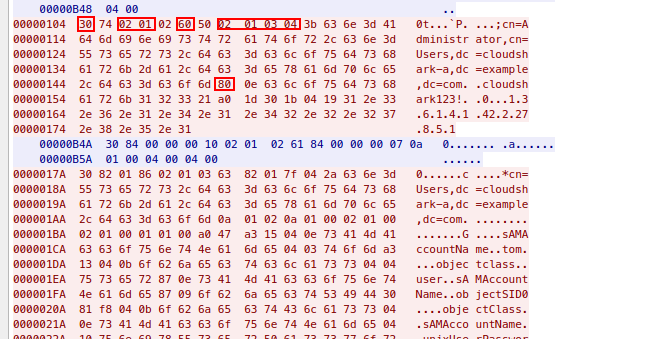 00000B48 04 00 ..
00000104 30 74 02 01 02 60 50 02 01 03 04 3b 63 6e 3d 41 0t...`P. ...;cn=A
00000114 64 6d 69 6e 69 73 74 72 61 74 6f 72 2c 63 6e 3d dministr ator,cn=
00000124 55 73 65 72 73 2c 64 63 3d 63 6c 6f 75 64 73 68 Users,dc =cloudsh
00000134 61 72 6b 2d 61 2c 64 63 3d 65 78 61 6d 70 6c 65 ark-a,dc =example
00000144 2c 64 63 3d 63 6f 6d 80 0e 63 6c 6f 75 64 73 68 ,dc=com. .cloudsh
00000154 61 72 6b 31 32 33 21 a0 1d 30 1b 04 19 31 2e 33 ark123!. .0...1.3
00000164 2e 36 2e 31 2e 34 2e 31 2e 34 32 2e 32 2e 32 37 .6.1.4.1 .42.2.27
00000174 2e 38 2e 35 2e 31 .8.5.1
00000B4A 30 84 00 00 00 10 02 01 02 61 84 00 00 00 07 0a 0....... .a......
00000B5A 01 00 04 00 04 00 ......
0000017A 30 82 01 86 02 01 03 63 82 01 7f 04 2a 63 6e 3d 0......c ....*cn=
0000018A 55 73 65 72 73 2c 64 63 3d 63 6c 6f 75 64 73 68 Users,dc =cloudsh
0000019A 61 72 6b 2d 61 2c 64 63 3d 65 78 61 6d 70 6c 65 ark-a,dc =example
000001AA 2c 64 63 3d 63 6f 6d 0a 01 02 0a 01 00 02 01 00 ,dc=com. ........
000001BA 02 01 00 01 01 00 a0 47 a3 15 04 0e 73 41 4d 41 .......G ....sAMA
000001CA 63 63 6f 75 6e 74 4e 61 6d 65 04 03 74 6f 6d a3 ccountNa me..tom.
000001DA 13 04 0b 6f 62 6a 65 63 74 63 6c 61 73 73 04 04 ...objec tclass..
000001EA 75 73 65 72 87 0e 73 41 4d 41 63 63 6f 75 6e 74 user..sA MAccount
000001FA 4e 61 6d 65 87 09 6f 62 6a 65 63 74 53 49 44 30 Name..ob jectSID0
0000020A 81 f8 04 0b 6f 62 6a 65 63 74 43 6c 61 73 73 04 ....obje ctClass.
0000021A 0e 73 41 4d 41 63 63 6f 75 6e 74 4e 61 6d 65 04 .sAMAcco untName.